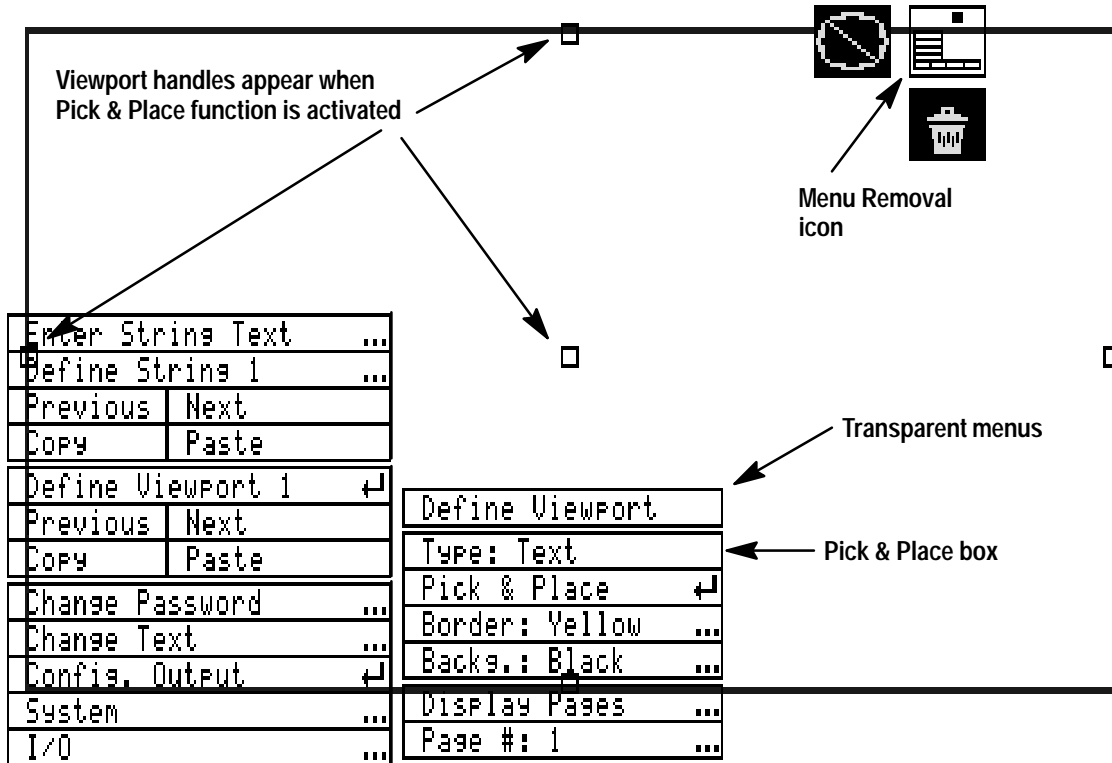 Viewport handles appear when
Pick & Place function is activated
Menu Removal
icon
Enter String Text ...
Define String 1 ...
Previous Next
Copy Paste
Transparent menus
Define Viewport 1 ↵
Previous Next
Copy Paste
Define Viewport
Type: Text
Pick & Place box
Pick & Place ↵
Border: Yellow ...
Backg.: Black ...
Change Password ...
Change Text ...
Config. Output ↵
System ...
I/O ...
Display Pages ...
Page #: 1 ...